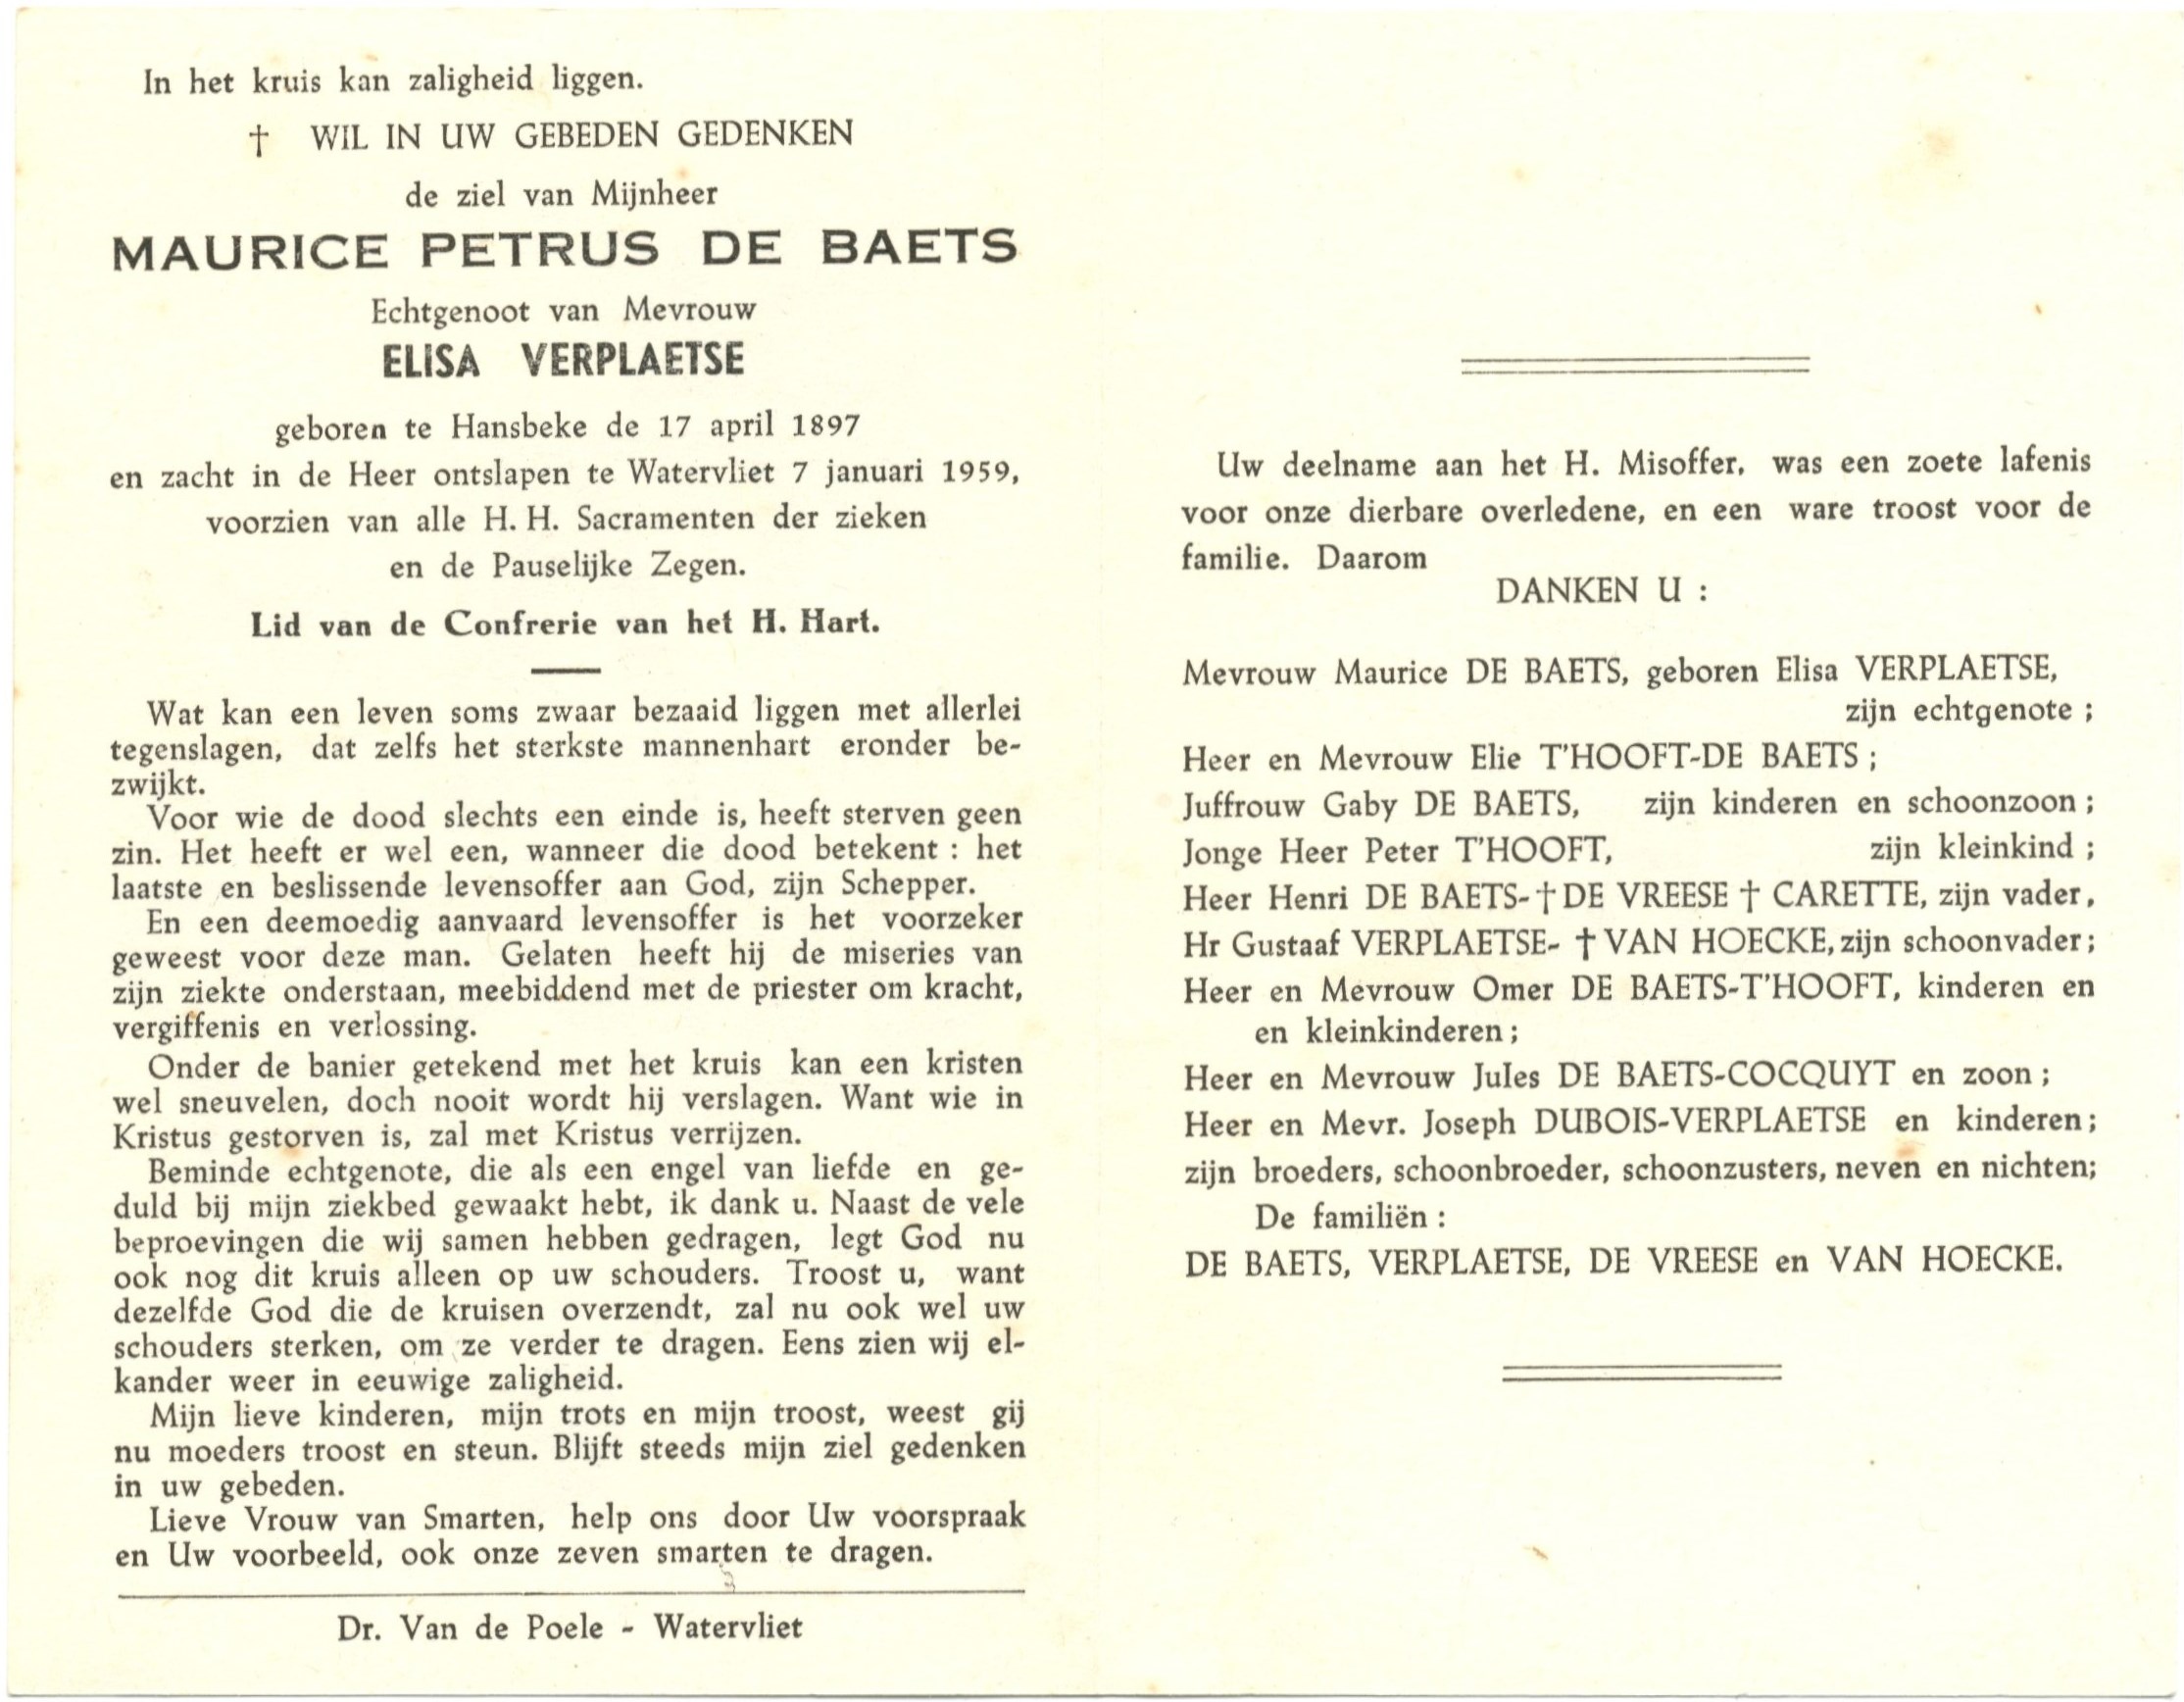 In het kruis kan zaligheid liggen.
† WIL IN UW GEBEDEN GEDENKEN
de ziel van Mijnheer
MAURICE PETRUS DE BAETS
Echtgenoot van Mevrouw
ELISA VERPLAETSE
geboren te Hansbeke de 17 april 1897
en zacht in de Heer ontslapen te Watervliet 7 januari 1959,
voorzien van alle H. H. Sacramenten der zieken
en de Pauselijke Zegen.
Lid van de Confrerie van het H. Hart.
Wat kan een leven soms zwaar bezaaid liggen met allerlei
tegenslagen, dat zelfs het sterkste mannenhart eronder be-
zwijkt.
Voor wie de dood slechts een einde is, heeft sterven geen
zin. Het heeft er wel een, wanneer die dood betekent : het
laatste en beslissende levensoffer aan God, zijn Schepper.
En een deemoedig aanvaard levensoffer is het voorzeker
geweest voor deze man. Gelaten heeft hij de miseries van
zijn ziekte onderstaan, meebiddend met de priester om kracht,
vergiffenis en verlossing.
Onder de banier getekend met het kruis kan een kristen
wel sneuvelen, doch nooit wordt hij verslagen. Want wie in
Kristus gestorven is, zal met Kristus verrijzen.
Beminde echtgenote, die als een engel van liefde en ge-
duld bij mijn ziekbed gewaakt hebt, ik dank u. Naast de vele
beproevingen die wij samen hebben gedragen, legt God nu
ook nog dit kruis alleen op uw schouders. Troost u, want
dezelfde God die de kruisen overzendt, zal nu ook wel uw
schouders sterken, om ze verder te dragen. Eens zien wij el-
kander weer in eeuwige zaligheid.
Mijn lieve kinderen, mijn trots en mijn troost, weest gij
nu moeders troost en steun. Blijft steeds mijn ziel gedenken
in uw gebeden.
Lieve Vrouw van Smarten, help ons door Uw voorspraak
en Uw voorbeeld, ook onze zeven smarten te dragen.
Dr. Van de Poele - Watervliet
Uw deelname aan het H. Misoffer, was een zoete lafenis
voor onze dierbare overledene, en een ware troost voor de
familie. Daarom
DANKEN U :
Mevrouw Maurice DE BAETS, geboren Elisa VERPLAETSE,
zijn echtgenote ;
Heer en Mevrouw Elie T'HOOFT-DE BAETS ;
Juffrouw Gaby DE BAETS, zijn kinderen en schoonzoon ;
Jonge Heer Peter T'HOOFT, zijn kleinkind ;
Heer Henri DE BAETS-† DE VREESE † CARETTE, zijn vader,
Hr Gustaaf VERPLAETSE- † VAN HOECKE, zijn schoonvader ;
Heer en Mevrouw Omer DE BAETS-T'HOOFT, kinderen en
en kleinkinderen ;
Heer en Mevrouw Jules DE BAETS-COCQUYT en zoon ;
Heer en Mevr. Joseph DUBOIS-VERPLAETSE en kinderen ;
zijn broeders, schoonbroeder, schoonzusters, neven en nichten;
De familiën :
DE BAETS, VERPLAETSE, DE VREESE en VAN HOECKE.